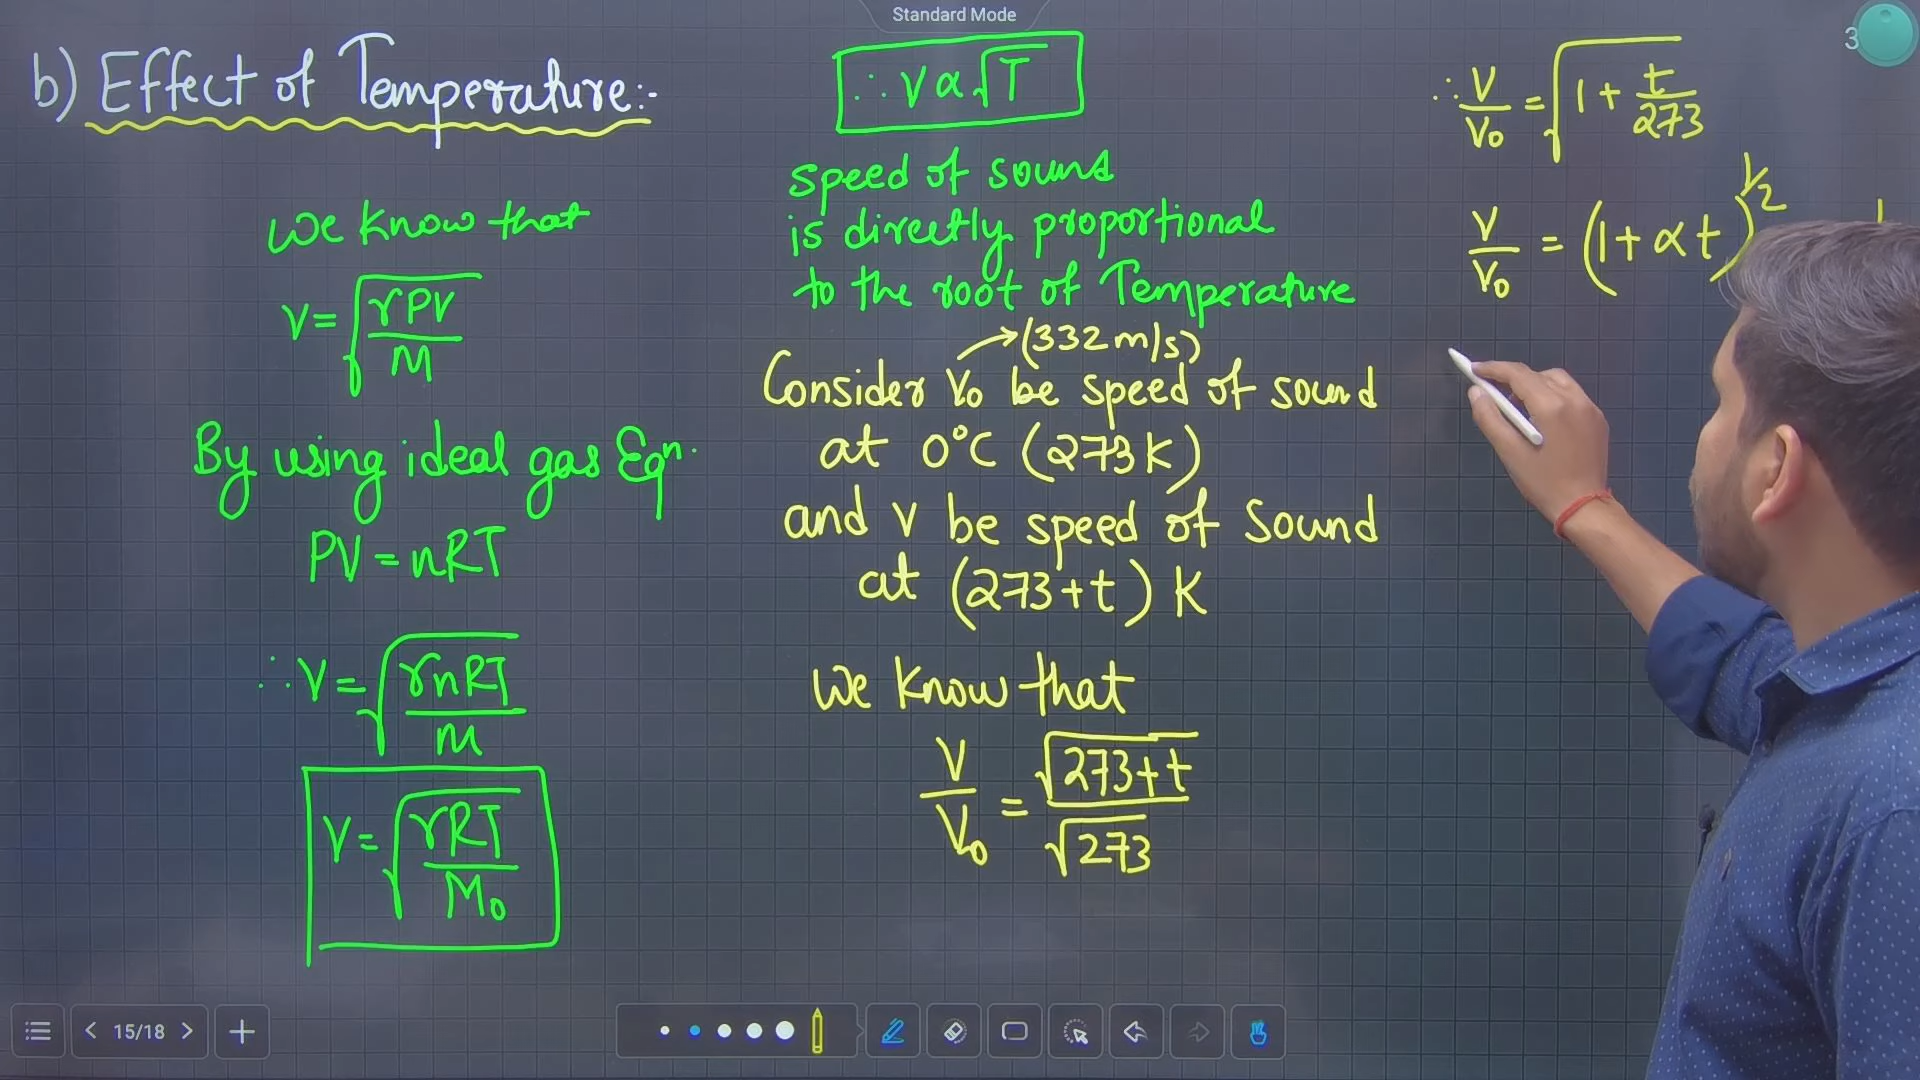 Standard Mode
3
b) Effect of Temperature:-
We know that
V = √(γPV/M)
By using ideal gas Eqn.
PV = nRT
∴ V = √(γnRT/M)
V = √(γRT/M₀)
∴ V α √T
Speed of sound
is directly proportional
to the root of Temperature
→ (332 m/s)
Consider V₀ be speed of sound
at 0°C (273K)
and V be speed of Sound
at (273+t) K
We know that
V/V₀ = √(273+t)/√273
∴ V/V₀ = √(1 + t/273)
V/V₀ = (1 + αt)^1/2
15/18